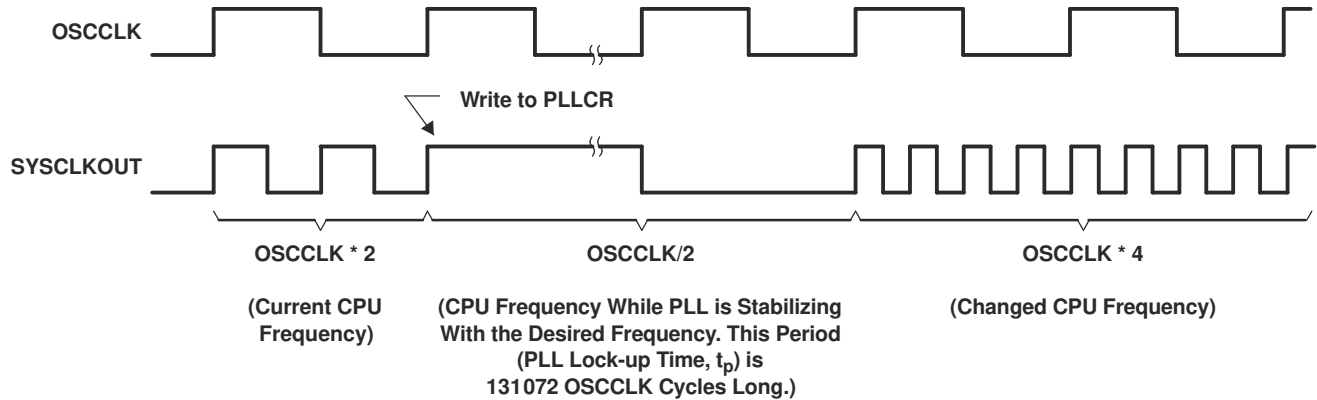 OSCCLK
Write to PLLCR
SYSCLKOUT
OSCCLK * 2
(Current CPU
Frequency)
OSCCLK/2
(CPU Frequency While PLL is Stabilizing
With the Desired Frequency. This Period
(PLL Lock-up Time, tp) is
131072 OSCCLK Cycles Long.)
OSCCLK * 4
(Changed CPU Frequency)